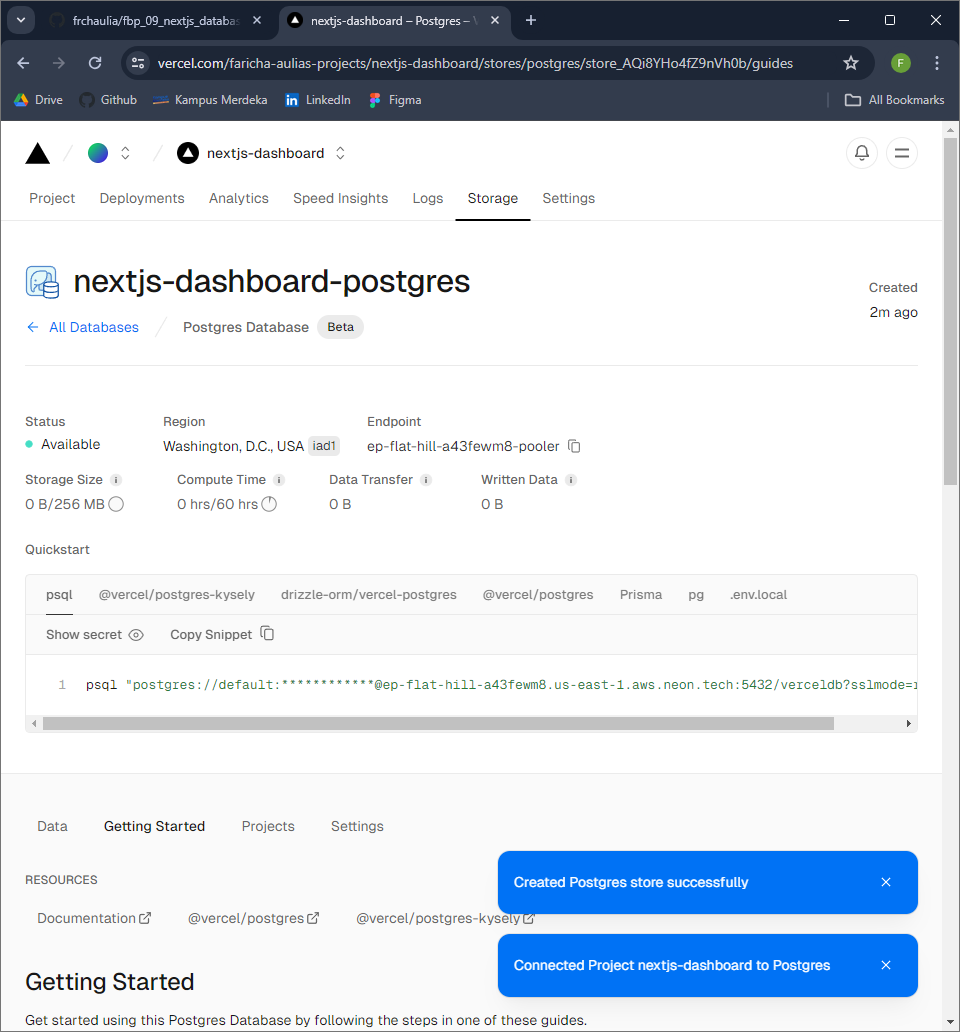 frchaulia/fbp_09_nextjs_databas
nextjs-dashboard – Postgres –
vercel.com/faricha-aulias-projects/nextjs-dashboard/stores/postgres/store_AQi8YHo4fZ9nVh0b/guides
F
Drive Github Kampus Merdeka LinkedIn Figma All Bookmarks
nextjs-dashboard
Project Deployments Analytics Speed Insights Logs Storage Settings
nextjs-dashboard-postgres
Created
2m ago
All Databases Postgres Database Beta
Status Region Endpoint
Available Washington, D.C., USA iad1 ep-flat-hill-a43fewm8-pooler
Storage Size Compute Time Data Transfer Written Data
0 B/256 MB 0 hrs/60 hrs 0 B 0 B
Quickstart
psql @vercel/postgres-kysely drizzle-orm/vercel-postgres @vercel/postgres Prisma pg .env.local
Show secret Copy Snippet
1 psql "postgres://default:************@ep-flat-hill-a43fewm8.us-east-1.aws.neon.tech:5432/verceldb?sslmode=
Data Getting Started Projects Settings
RESOURCES
Created Postgres store successfully
Documentation @vercel/postgres @vercel/postgres-kysely
Connected Project nextjs-dashboard to Postgres
Getting Started
Get started using this Postgres Database by following the steps in one of these guides.